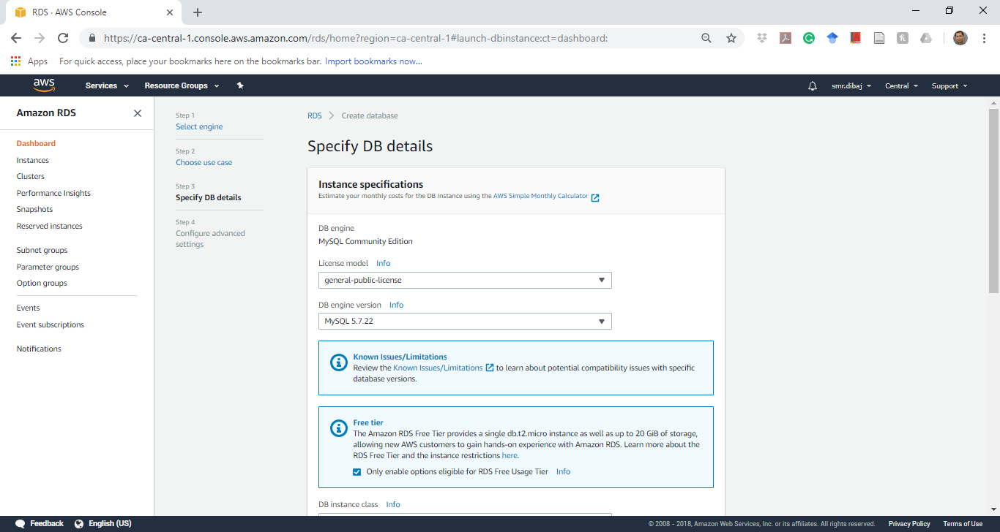 RDS · AWS Console
https://ca-central-1.console.aws.amazon.com/rds/home?region=ca-central-1#launch-dbinstance:ct=dashboard:
Apps For quick access, place your bookmarks here on the bookmarks bar. Import bookmarks now...
aws Services Resource Groups smr.dibaj Central Support
Amazon RDS
Dashboard
Instances
Clusters
Performance Insights
Snapshots
Reserved instances
Subnet groups
Parameter groups
Option groups
Events
Event subscriptions
Notifications
Step 1
Select engine
Step 2
Choose use case
Step 3
Specify DB details
Step 4
Configure advanced
settings
RDS Create database
Specify DB details
Instance specifications
Estimate your monthly costs for the DB Instance using the AWS Simple Monthly Calculator
DB engine
MySQL Community Edition
License model Info
general-public-license
DB engine version Info
MySQL 5.7.22
Known Issues/Limitations
Review the Known Issues/Limitations to learn about potential compatibility issues with specific
database versions.
Free tier
The Amazon RDS Free Tier provides a single db.t2.micro instance as well as up to 20 GiB of storage,
allowing new AWS customers to gain hands-on experience with Amazon RDS. Learn more about the
RDS Free Tier and the instance restrictions here.
Only enable options eligible for RDS Free Usage Tier Info
DB instance class Info
Feedback English (US) © 2008 - 2018, Amazon Web Services, Inc. or its affiliates. All rights reserved. Privacy Policy Terms of Use